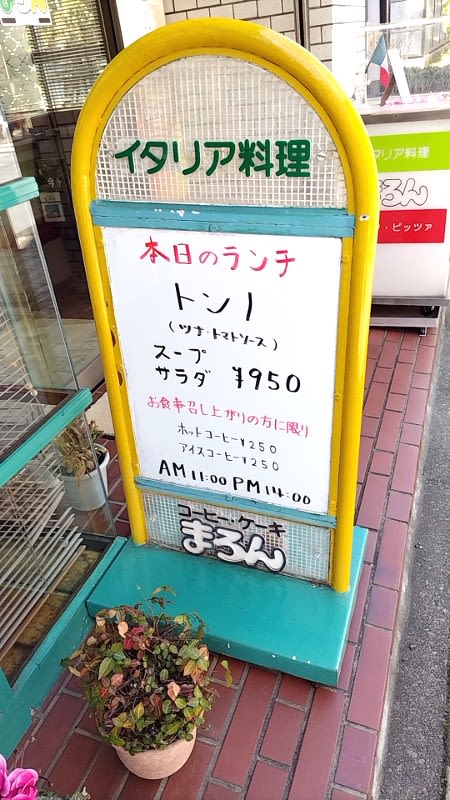 イタリア料理
本日のランチ
トンノ
(ツナ・トマトソース)
スープ
サラダ ¥950
お食事召し上がりの方に限り
ホットコーヒー¥250
アイスコーヒー¥250
AM 11:00 PM 14:00
コーヒー・ケーキ
まろん
タリア料理
まろん
・ピッツァ